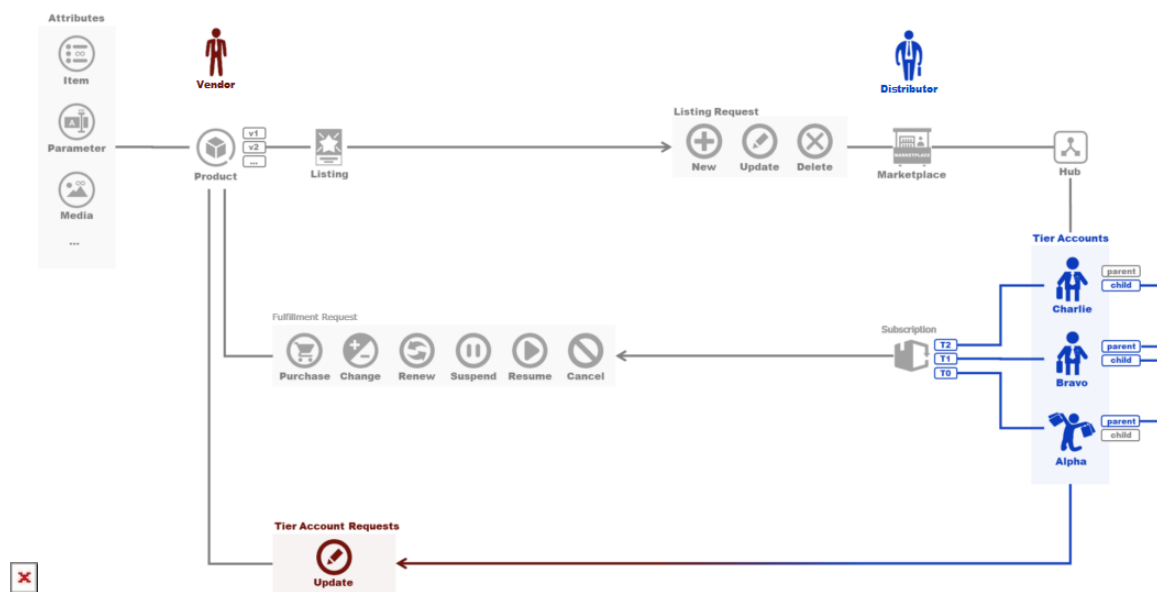 Attributes
Item
Parameter
Media
...
Vendor
Product
v1
v2
...
Listing
Listing Request
New
Update
Delete
Distributor
MARKETPLACE
Marketplace
Hub
Tier Accounts
parent
child
Charlie
parent
child
Bravo
parent
child
Alpha
Subscription
T2
T1
T0
Fulfillment Request
Purchase
Change
Renew
Suspend
Resume
Cancel
Tier Account Requests
Update